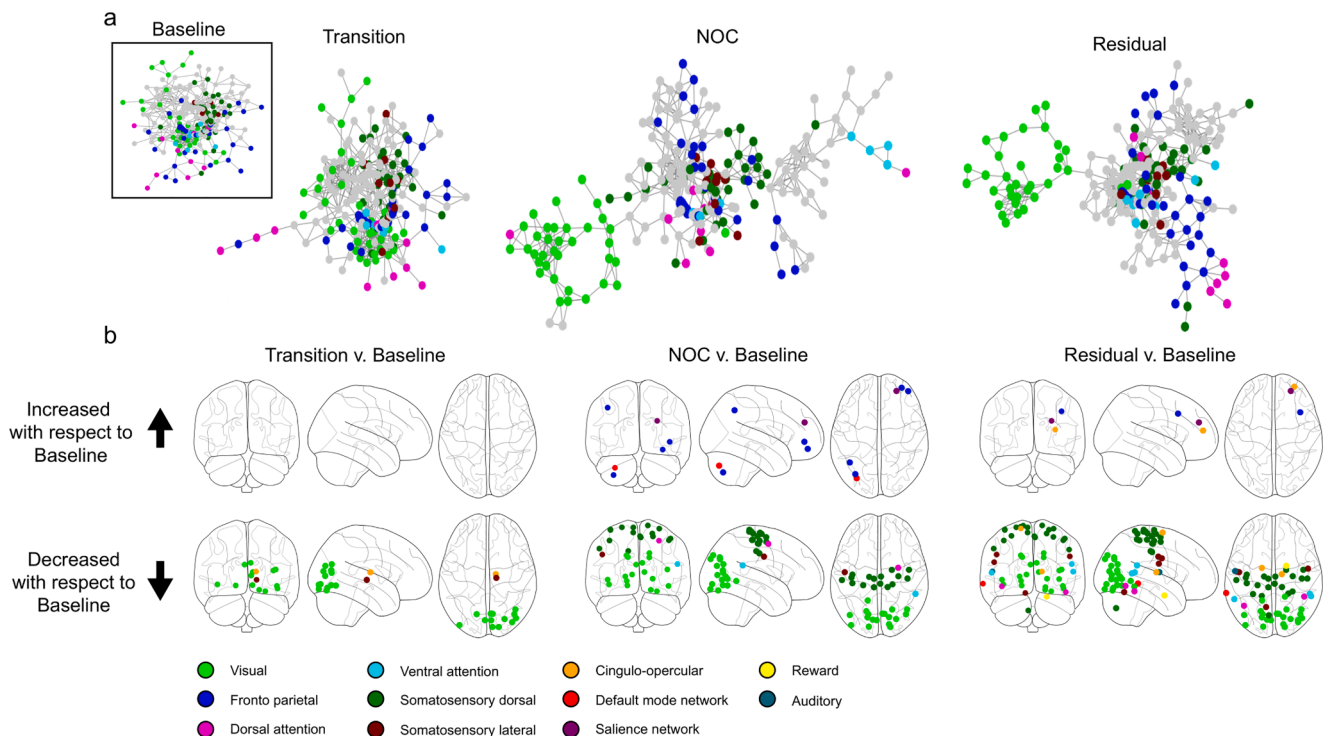 a
Baseline
Transition
NOC
Residual
b
Transition v. Baseline
NOC v. Baseline
Residual v. Baseline
Increased
with respect to
Baseline
Decreased
with respect to
Baseline
Visual
Ventral attention
Cingulo-opercular
Reward
Fronto parietal
Somatosensory dorsal
Default mode network
Auditory
Dorsal attention
Somatosensory lateral
Salience network